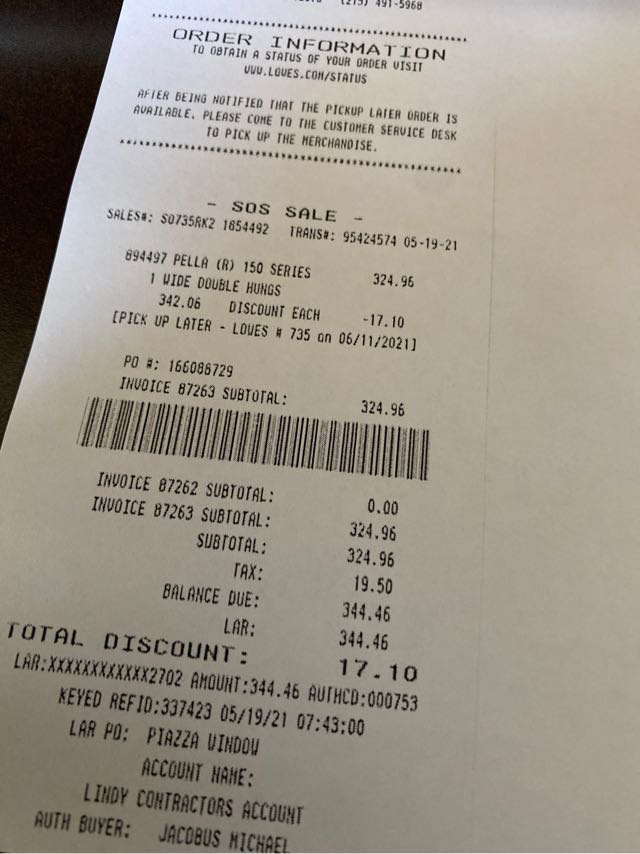 (215) 491-5968
ORDER INFORMATION
TO OBTAIN A STATUS OF YOUR ORDER VISIT
WWW.LOWES.COM/STATUS
AFTER BEING NOTIFIED THAT THE PICKUP LATER ORDER IS
AVAILABLE, PLEASE COME TO THE CUSTOMER SERVICE DESK
TO PICK UP THE MERCHANDISE.
- SOS SALE -
SALES#: S0735RK2 1854492 TRANS#: 95424574 05-19-21
894497 PELLA (R) 150 SERIES 324.96
1 WIDE DOUBLE HUNGS
342.06 DISCOUNT EACH -17.10
[PICK UP LATER - LOWES # 735 on 06/11/2021]
PO #: 166086729
INVOICE 87263 SUBTOTAL: 324.96
INVOICE 87262 SUBTOTAL: 0.00
INVOICE 87263 SUBTOTAL: 324.96
SUBTOTAL: 324.96
TAX: 19.50
BALANCE DUE: 344.46
LAR: 344.46
TOTAL DISCOUNT: 17.10
LAR:XXXXXXXXXXXX2702 AMOUNT:344.46 AUTHCD:000753
KEYED REFID:337423 05/19/21 07:43:00
LAR PO: PIAZZA WINDOW
ACCOUNT NAME:
LINDY CONTRACTORS ACCOUNT
AUTH BUYER: JACOBUS MICHAEL